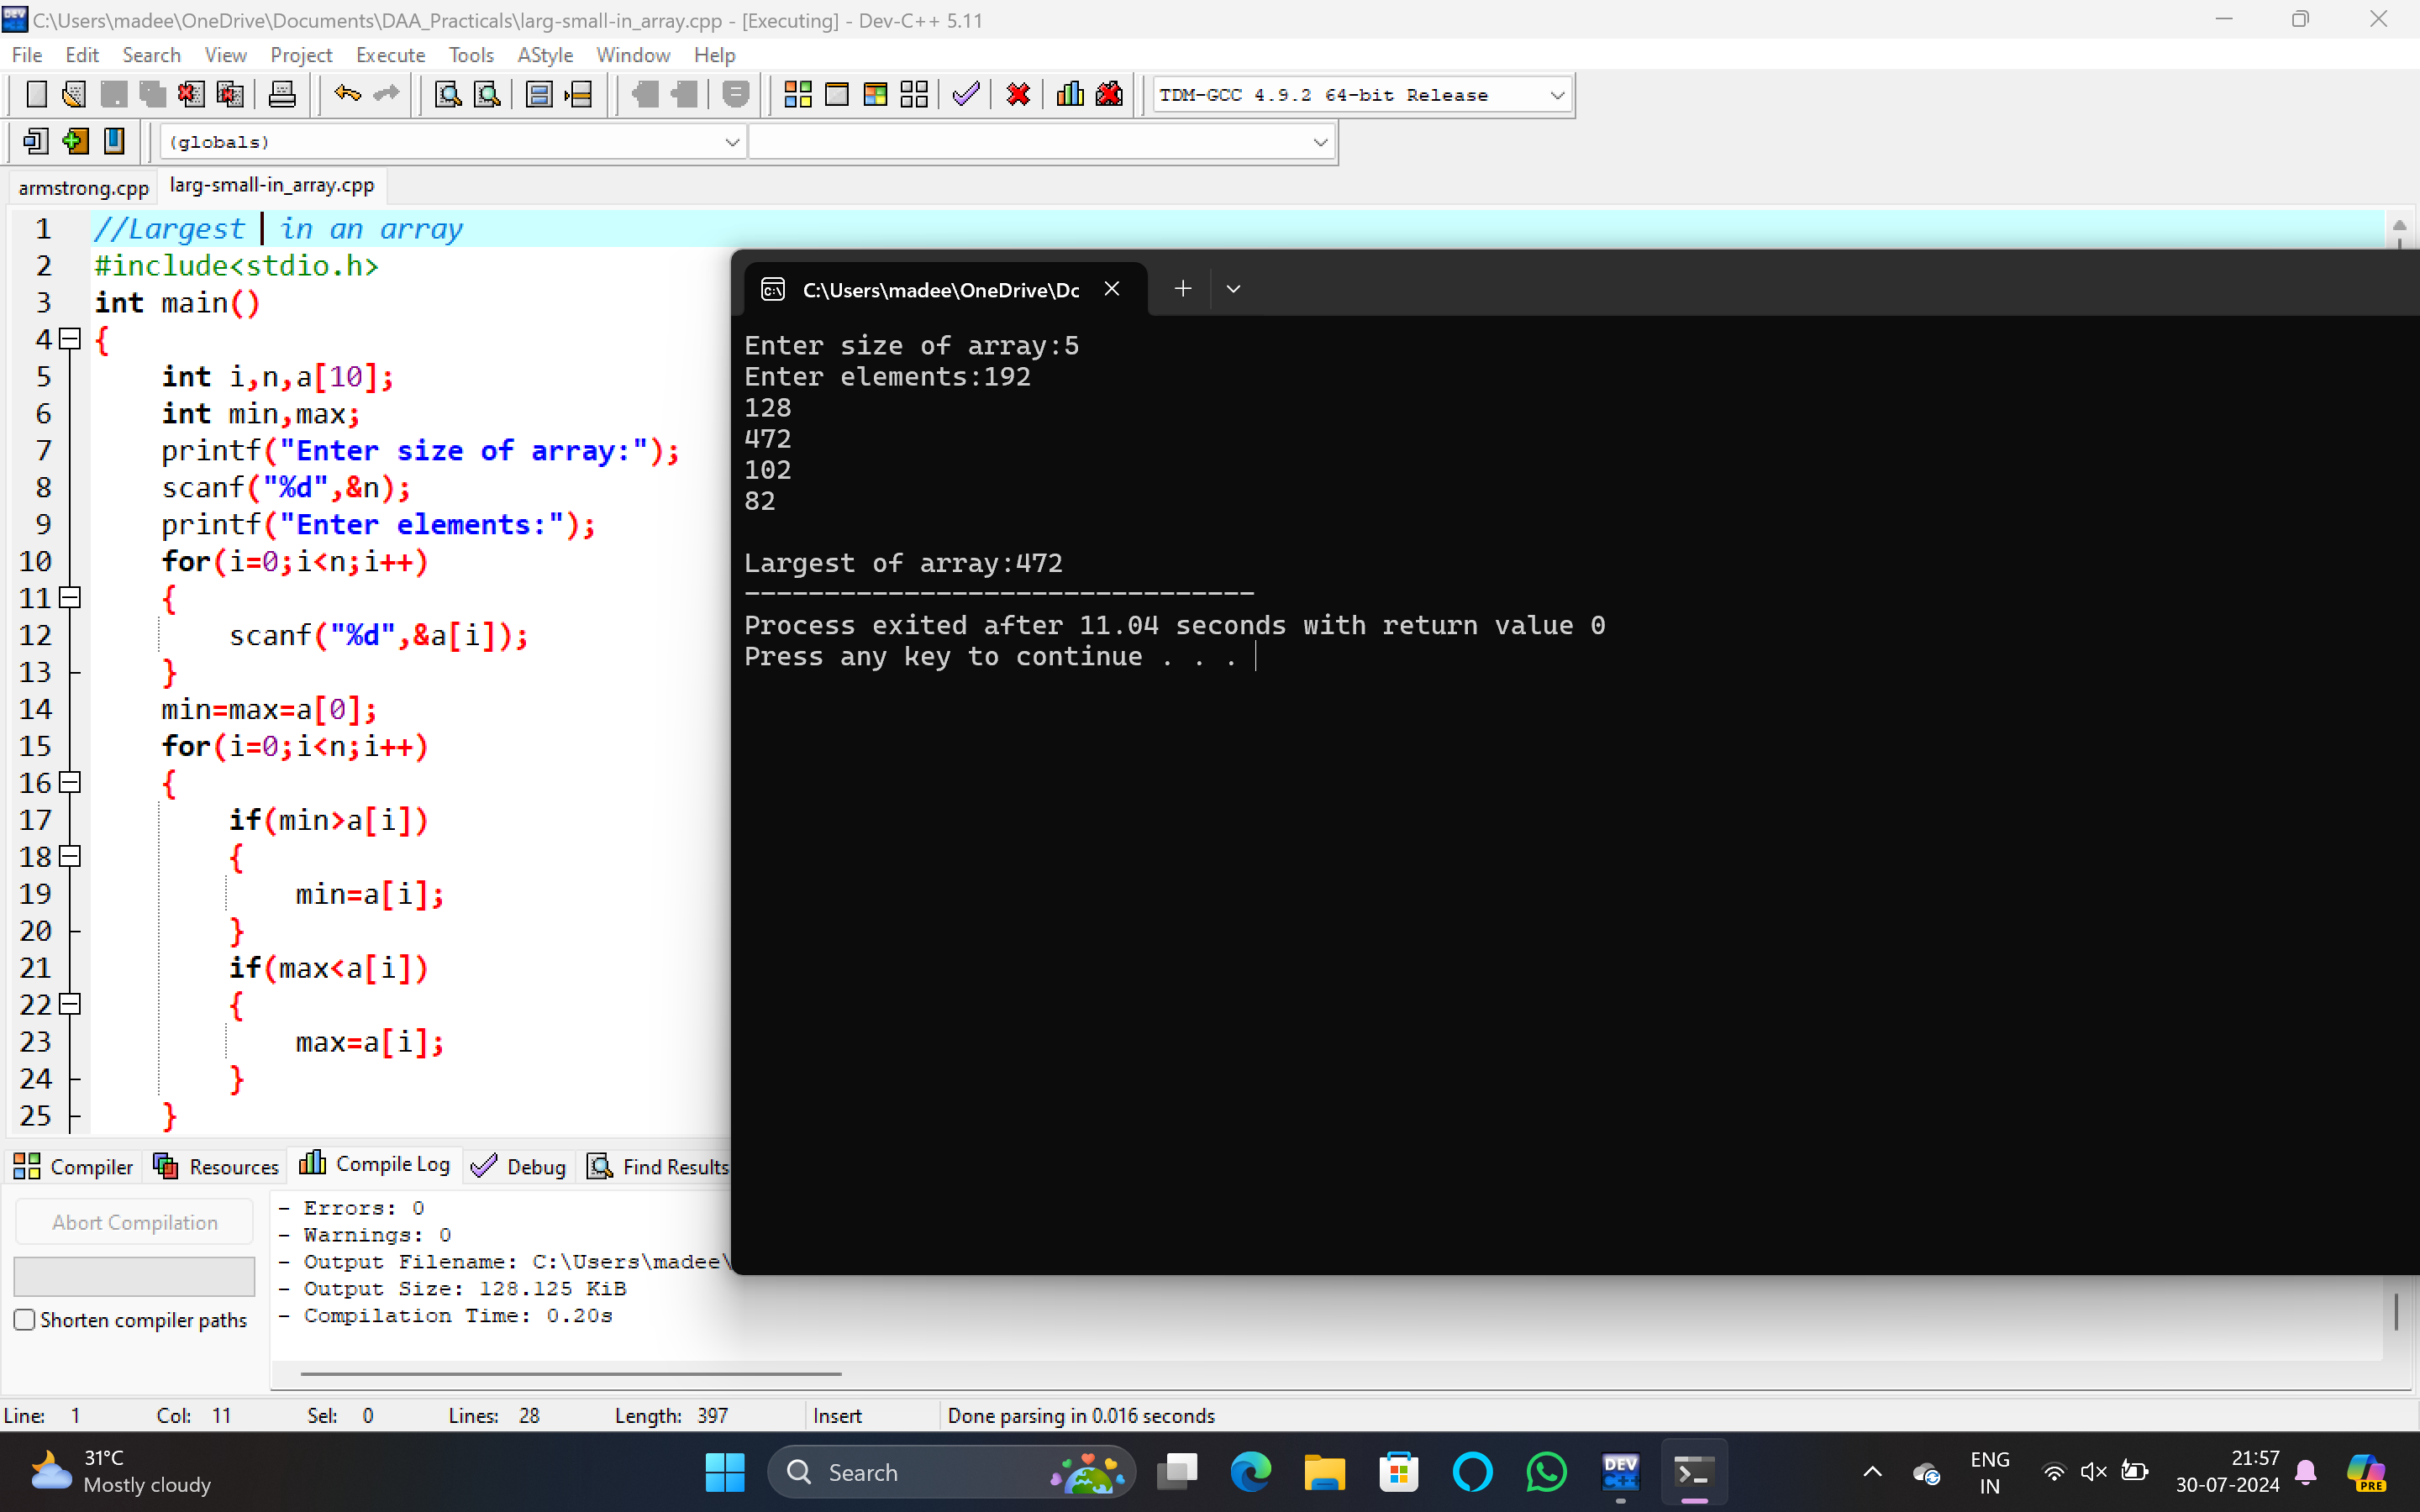 C:\Users\madee\OneDrive\Documents\DAA_Practicals\larg-small-in_array.cpp - [Executing] - Dev-C++ 5.11
File Edit Search View Project Execute Tools AStyle Window Help
TDM-GCC 4.9.2 64-bit Release
(globals)
armstrong.cpp larg-small-in_array.cpp
1 //Largest  in an array
2 #include<stdio.h>
3 int main()
4 {
5 int i,n,a[10];
6 int min,max;
7 printf("Enter size of array:");
8 scanf("%d",&n);
9 printf("Enter elements:");
10 for(i=0;i<n;i++)
11 {
12 scanf("%d",&a[i]);
13 }
14 min=max=a[0];
15 for(i=0;i<n;i++)
16 {
17 if(min>a[i])
18 {
19 min=a[i];
20 }
21 if(max<a[i])
22 {
23 max=a[i];
24 }
25 }
C:\Users\madee\OneDrive\Dc
Enter size of array:5
Enter elements:192
128
472
102
82
Largest of array:472
--------------------------------
Process exited after 11.04 seconds with return value 0
Press any key to continue . . .
Compiler Resources Compile Log Debug Find Results
Abort Compilation
Shorten compiler paths
- Errors: 0
- Warnings: 0
- Output Filename: C:\Users\madee\
- Output Size: 128.125 KiB
- Compilation Time: 0.20s
Line: 1 Col: 11 Sel: 0 Lines: 28 Length: 397 Insert Done parsing in 0.016 seconds
31°C
Mostly cloudy
Search
DEV
C++
ENG
IN
21:57
30-07-2024
PRE